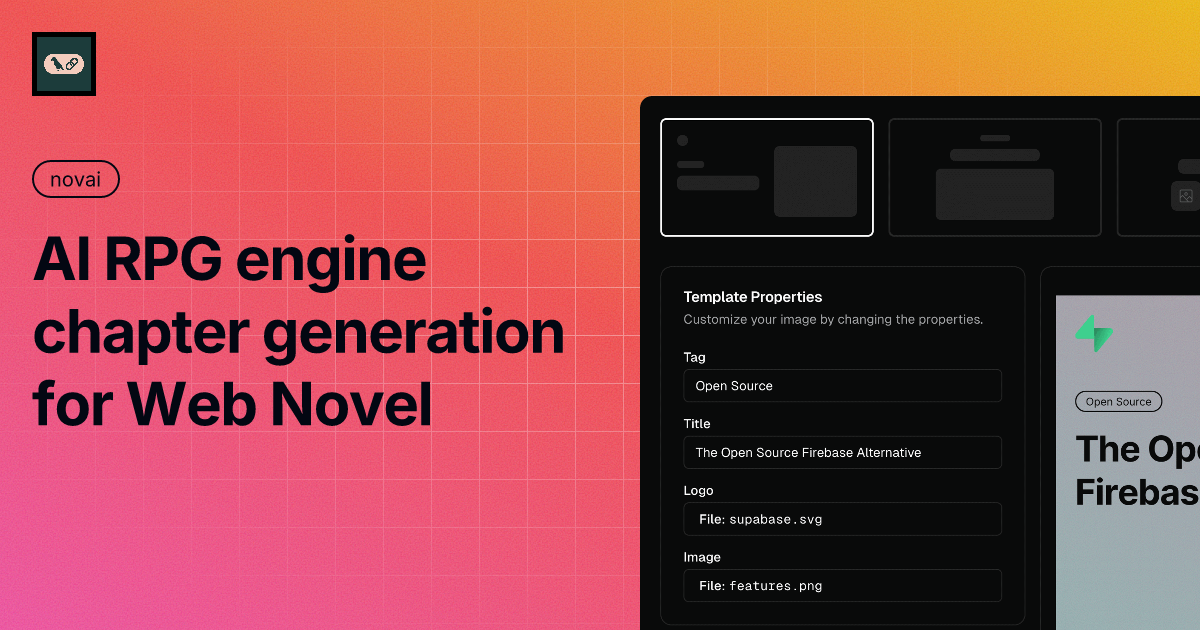 novai
AI RPG engine
chapter generation
for Web Novel
Template Properties
Customize your image by changing the properties.
Tag
Open Source
Title
The Open Source Firebase Alternative
Logo
File: supabase.svg
Image
File: features.png
Open Source
The Op
Firebas